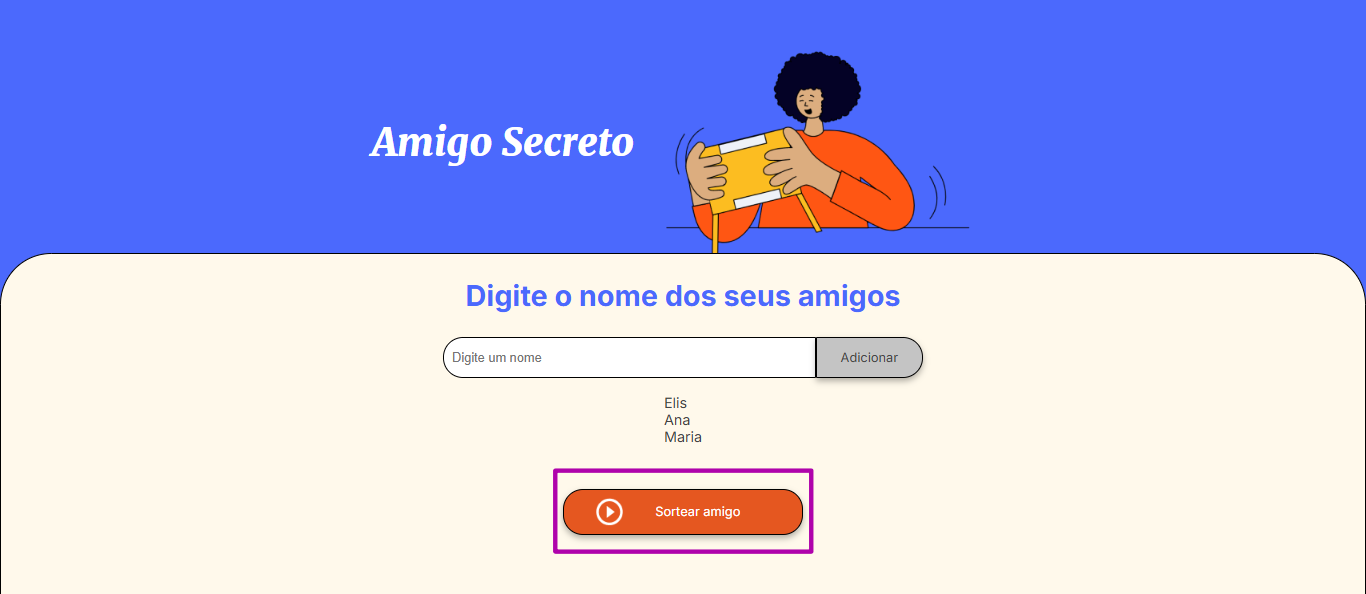 Amigo Secreto
Digite o nome dos seus amigos
Digite um nome
Adicionar
Elis
Ana
Maria
Sortear amigo